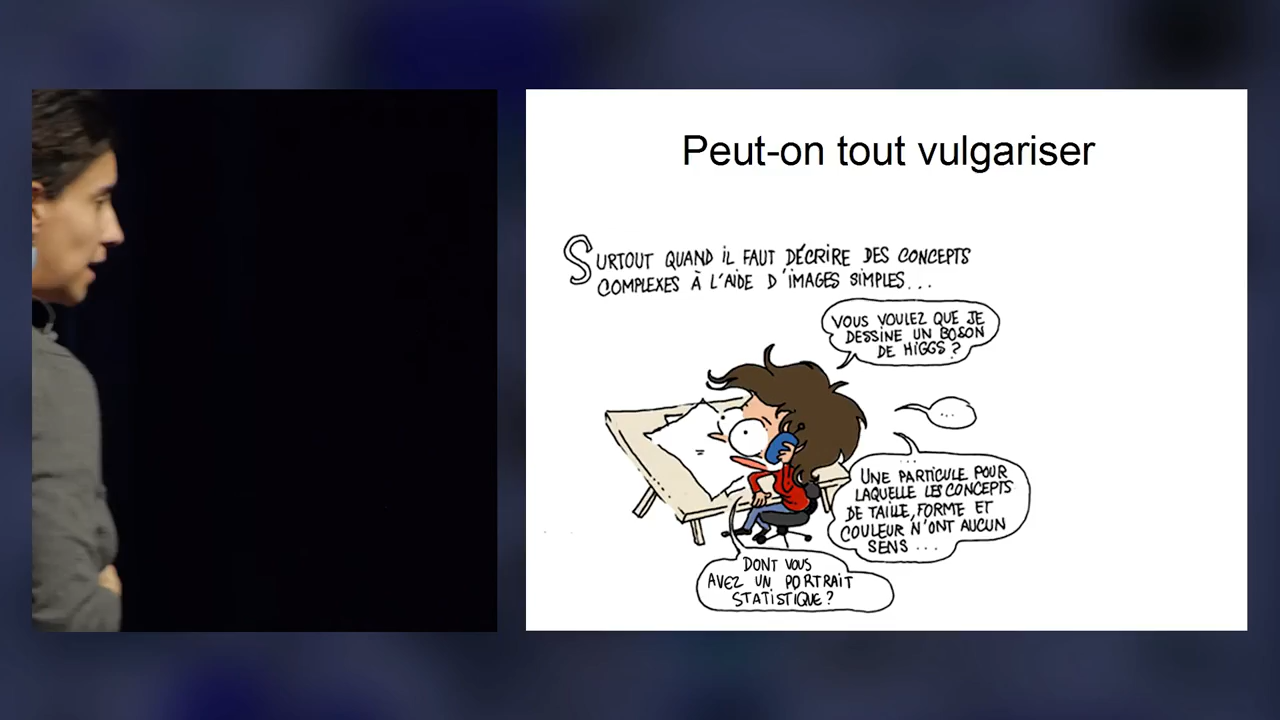 Peut-on tout vulgariser
SURTOUT QUAND IL FAUT DÉCRIRE DES CONCEPTS
COMPLEXES À L'AIDE D'IMAGES SIMPLES...
VOUS VOULEZ QUE JE
DESSINE UN BOSON
DE HIGGS ?
...
...
UNE PARTICULE POUR
LAQUELLE LES CONCEPTS
DE TAILLE, FORME ET
COULEUR N'ONT AUCUN
SENS ...
DONT VOUS
AVEZ UN PORTRAIT
STATISTIQUE ?